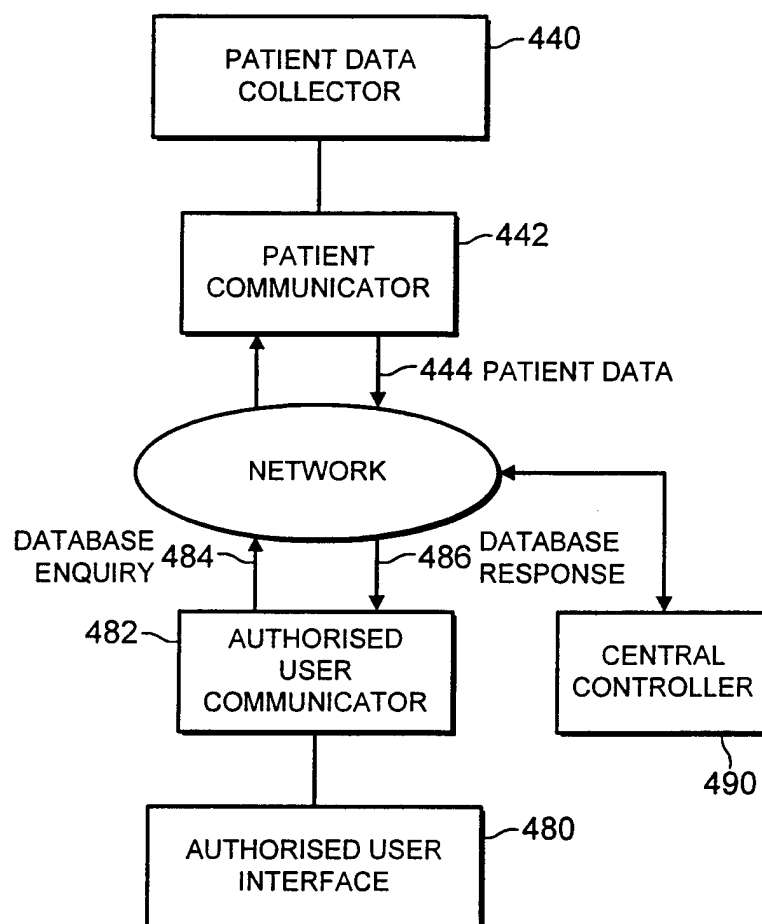 PATIENT DATA
COLLECTOR
440
PATIENT
COMMUNICATOR
442
444 PATIENT DATA
NETWORK
DATABASE
ENQUIRY
484
486
DATABASE
RESPONSE
482
AUTHORISED
USER
COMMUNICATOR
CENTRAL
CONTROLLER
490
AUTHORISED USER
INTERFACE
480